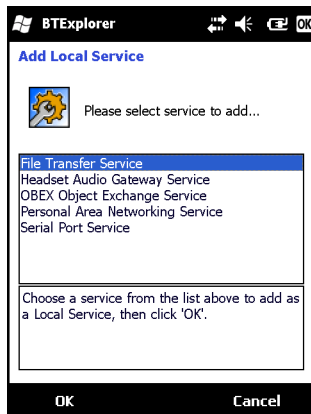 BTExplorer
OK
Add Local Service
Please select service to add...
File Transfer Service
Headset Audio Gateway Service
OBEX Object Exchange Service
Personal Area Networking Service
Serial Port Service
Choose a service from the list above to add as
a Local Service, then click 'OK'.
OK
Cancel